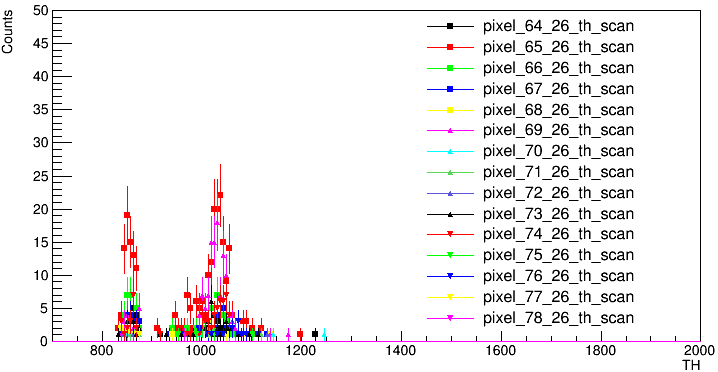 Counts
50
45
40
35
30
25
20
15
10
5
0
pixel_64_26_th_scan
pixel_65_26_th_scan
pixel_66_26_th_scan
pixel_67_26_th_scan
pixel_68_26_th_scan
pixel_69_26_th_scan
pixel_70_26_th_scan
pixel_71_26_th_scan
pixel_72_26_th_scan
pixel_73_26_th_scan
pixel_74_26_th_scan
pixel_75_26_th_scan
pixel_76_26_th_scan
pixel_77_26_th_scan
pixel_78_26_th_scan
800 1000 1200 1400 1600 1800 2000
TH